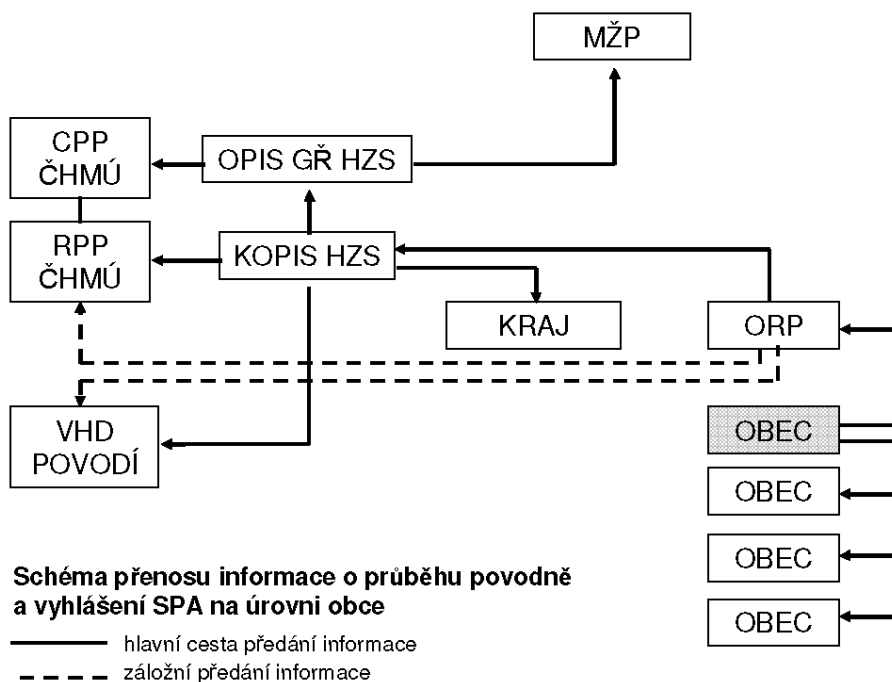 MŽP
CPP
ČHMÚ
OPIS GŘ HZS
RPP
ČHMÚ
KOPIS HZS
KRAJ
ORP
VHD
POVODÍ
OBEC
OBEC
OBEC
OBEC
Schéma přenosu informace o průběhu povodně
a vyhlášení SPA na úrovni obce
hlavní cesta předání informace
záložní předání informace